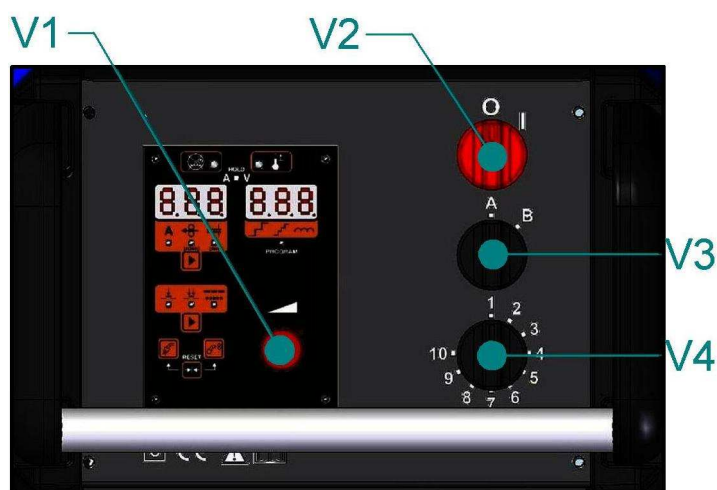 V1
V2
O I
HOLD
A V
8.8.8. 8.8.8.
A
PROGRAM
A
B
V3
1
2
3
4
5
6
7
8
9
10
V4
RESET
CE